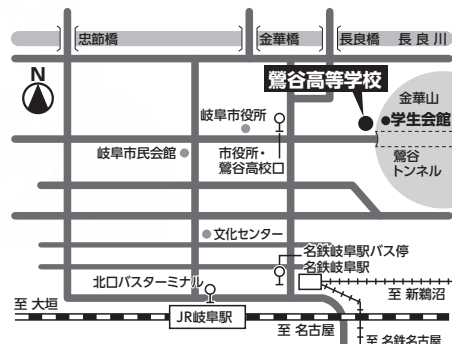 忠節橋
金華橋
長良橋
長良川
N
鶯谷高等学校
金華山
学生会館
岐阜市役所
岐阜市民会館
市役所・
鶯谷高校口
鶯谷
トンネル
文化センター
名鉄岐阜駅バス停
名鉄岐阜駅
北口バスターミナル
至 新鵜沼
至 大垣
JR岐阜駅
至 名古屋
至 名鉄名古屋